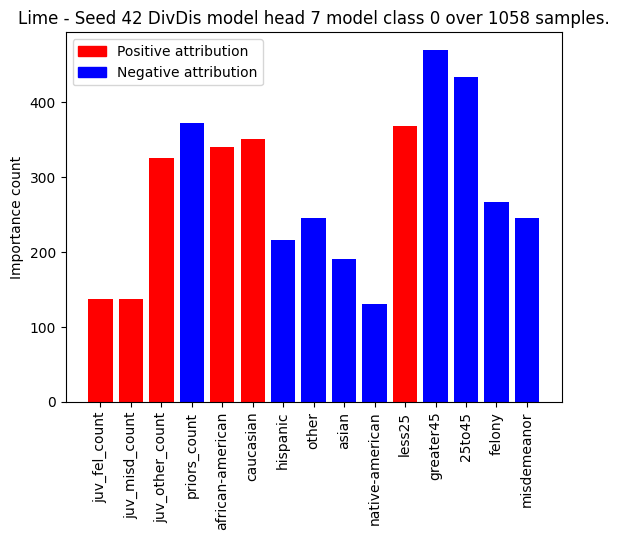 Lime - Seed 42 DivDis model head 7 model class 0 over 1058 samples.
Positive attribution
Negative attribution
Importance count
400
300
200
100
0
juv_fel_count
juv_misd_count
juv_other_count
priors_count
african-american
caucasian
hispanic
other
asian
native-american
less25
greater45
25to45
felony
misdemeanor